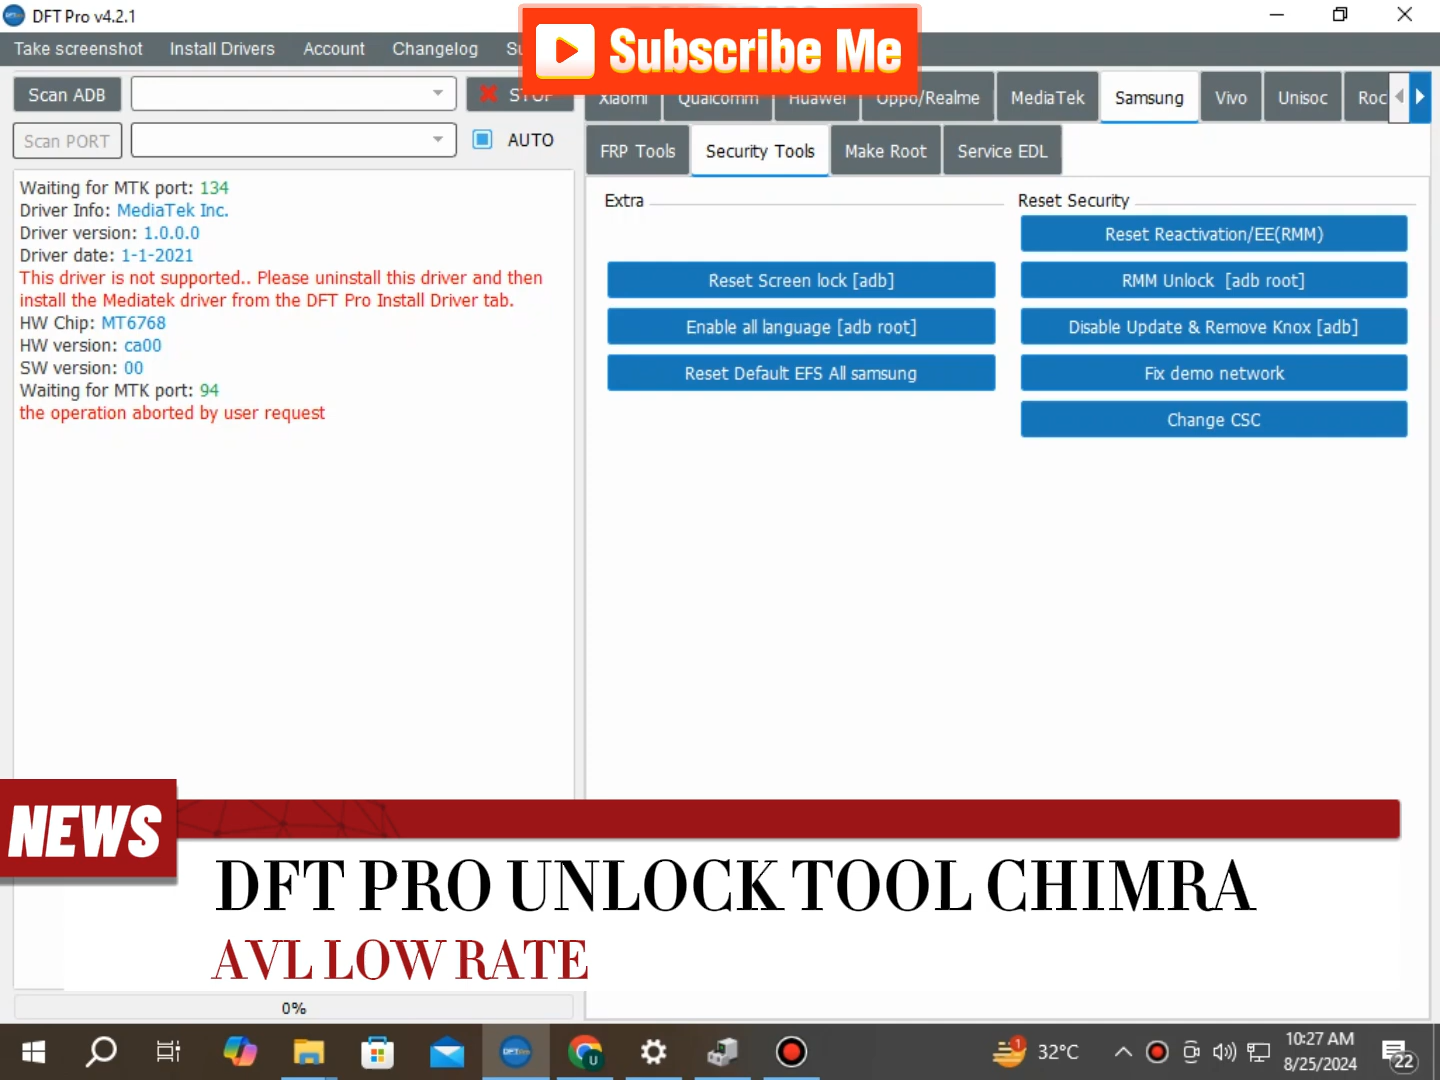 DFT Pro v4.2.1
Subscribe Me
Take screenshot Install Drivers Account Changelog
Scan ADB
STOP
Xiaomi Qualcomm Huawei Oppo/Realme MediaTek Samsung Vivo Unisoc Roc
Scan PORT
AUTO
FRP Tools Security Tools Make Root Service EDL
Waiting for MTK port: 134
Driver Info: MediaTek Inc.
Driver version: 1.0.0.0
Driver date: 1-1-2021
This driver is not supported.. Please uninstall this driver and then
install the Mediatek driver from the DFT Pro Install Driver tab.
HW Chip: MT6768
HW version: ca00
SW version: 00
Waiting for MTK port: 94
the operation aborted by user request
Extra
Reset Screen lock [adb]
Enable all language [adb root]
Reset Default EFS All samsung
Reset Security
Reset Reactivation/EE(RMM)
RMM Unlock [adb root]
Disable Update & Remove Knox [adb]
Fix demo network
Change CSC
NEWS
DFT PRO UNLOCK TOOL CHIMRA
AVL LOW RATE
0%
32°C
10:27 AM
8/25/2024
22